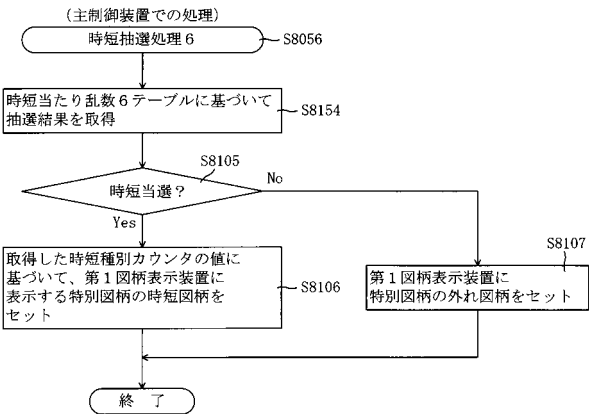 (主制御装置での処理)
時短抽選処理6
S8056
時短当たり乱数6テーブルに基づいて
抽選結果を取得
S8154
S8105
時短当選?
No
Yes
取得した時短種別カウンタの値に
基づいて、第1図柄表示装置に
表示する特別図柄の時短図柄を
セット
S8106
S8107
第1図柄表示装置に
特別図柄の外れ図柄をセット
終 了